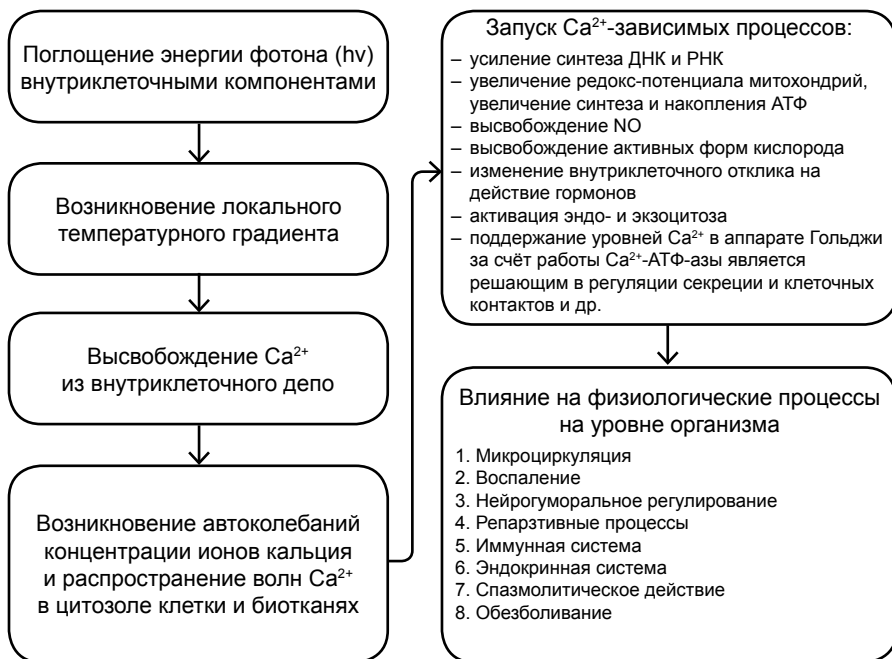 Поглощение энергии фотона (hv)
внутриклеточными компонентами
Возникновение локального
температурного градиента
Высвобождение Ca²⁺
из внутриклеточного депо
Возникновение автоколебаний
концентрации ионов кальция
и распространение волн Ca²⁺
в цитозоле клетки и биотканях
Запуск Ca²⁺-зависимых процессов:
– усиление синтеза ДНК и РНК
– увеличение редокс-потенциала митохондрий,
увеличение синтеза и накопления АТФ
– высвобождение NO
– высвобождение активных форм кислорода
– изменение внутриклеточного отклика на
действие гормонов
– активация эндо- и экзоцитоза
– поддержание уровней Ca²⁺ в аппарате Гольджи
за счёт работы Ca²⁺-АТФ-азы является
решающим в регуляции секреции и клеточных
контактов и др.
Влияние на физиологические процессы
на уровне организма
1. Микроциркуляция
2. Воспаление
3. Нейрогуморальное регулирование
4. Репарзтивные процессы
5. Иммунная система
6. Эндокринная система
7. Спазмолитическое действие
8. Обезболивание